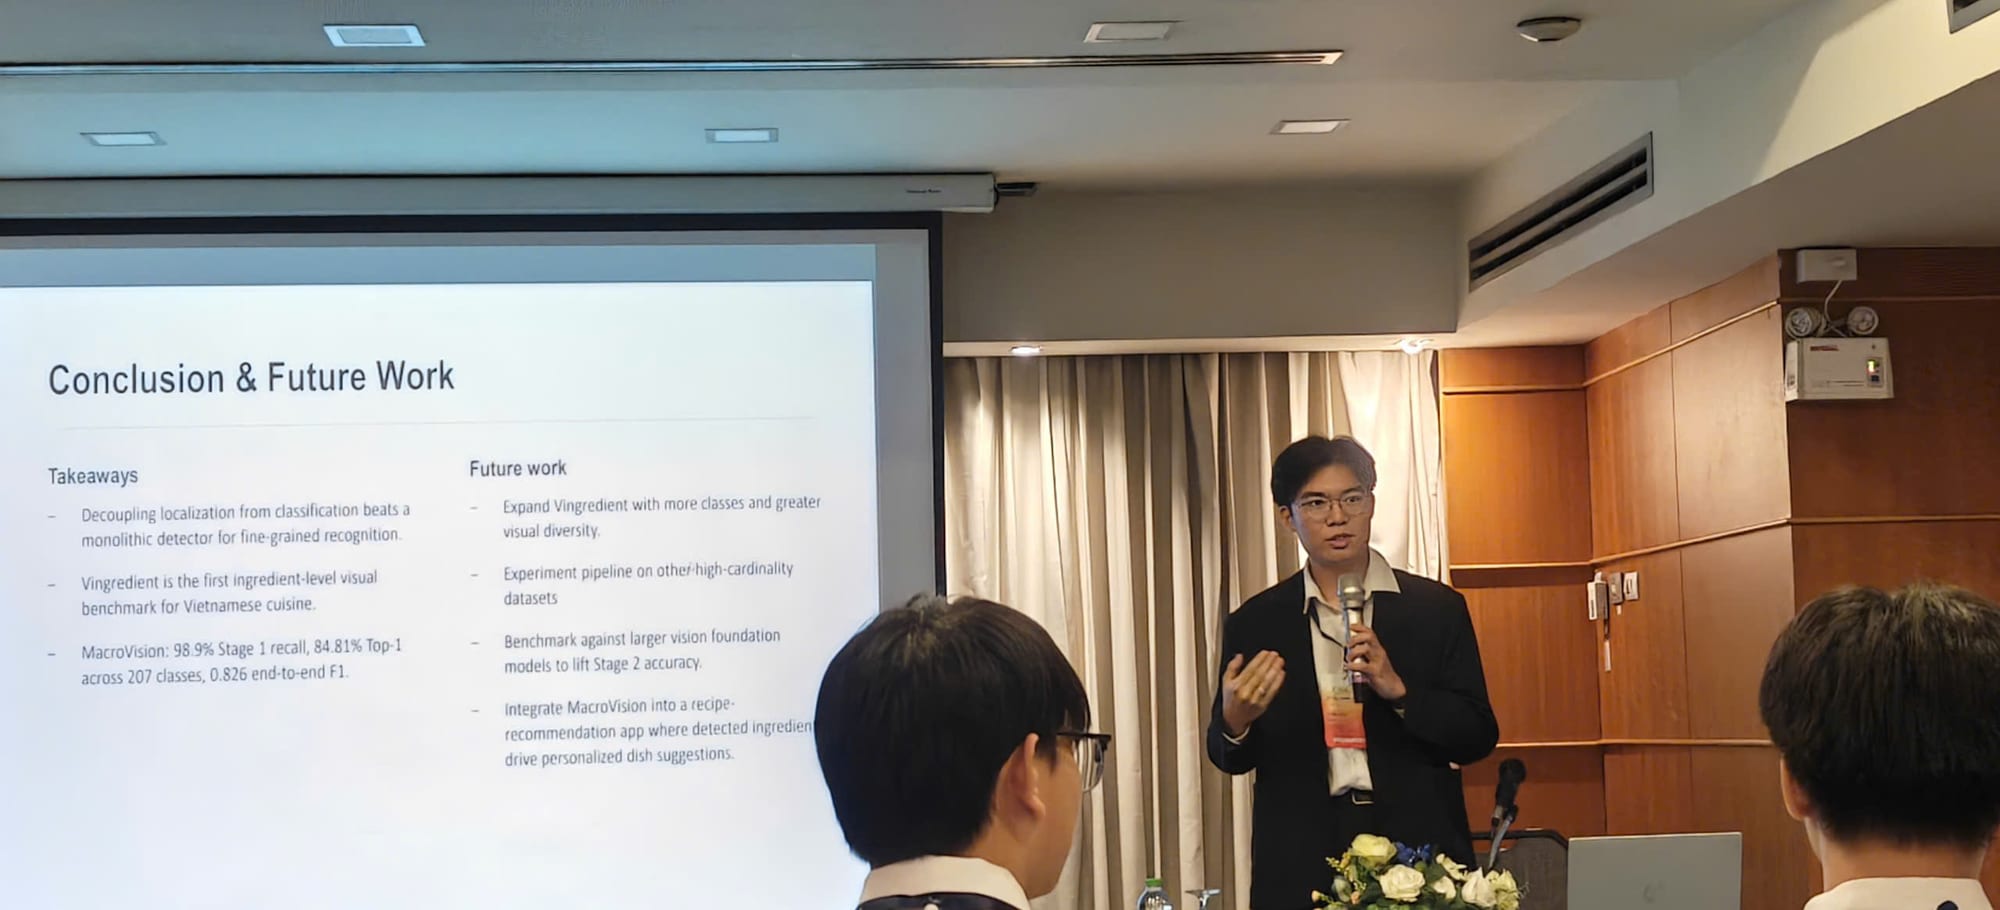 Conclusion & Future Work
Takeaways
– Decoupling localization from classification beats a
monolithic detector for fine-grained recognition.
– Vingredient is the first ingredient-level visual
benchmark for Vietnamese cuisine.
– MacroVision: 98.9% Stage 1 recall, 84.81% Top-1
across 207 classes, 0.826 end-to-end F1.
Future work
– Expand Vingredient with more classes and greater
visual diversity.
– Experiment pipeline on other high-cardinality
datasets
– Benchmark against larger vision foundation
models to lift Stage 2 accuracy.
– Integrate MacroVision into a recipe-
recommendation app where detected ingredien
drive personalized dish suggestions.